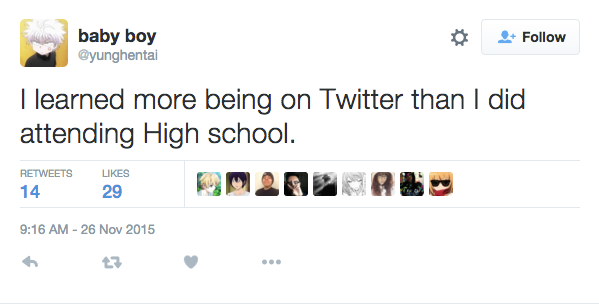 baby boy
@yunghentai
Follow
I learned more being on Twitter than I did
attending High school.
RETWEETS LIKES
14 29
9:16 AM - 26 Nov 2015